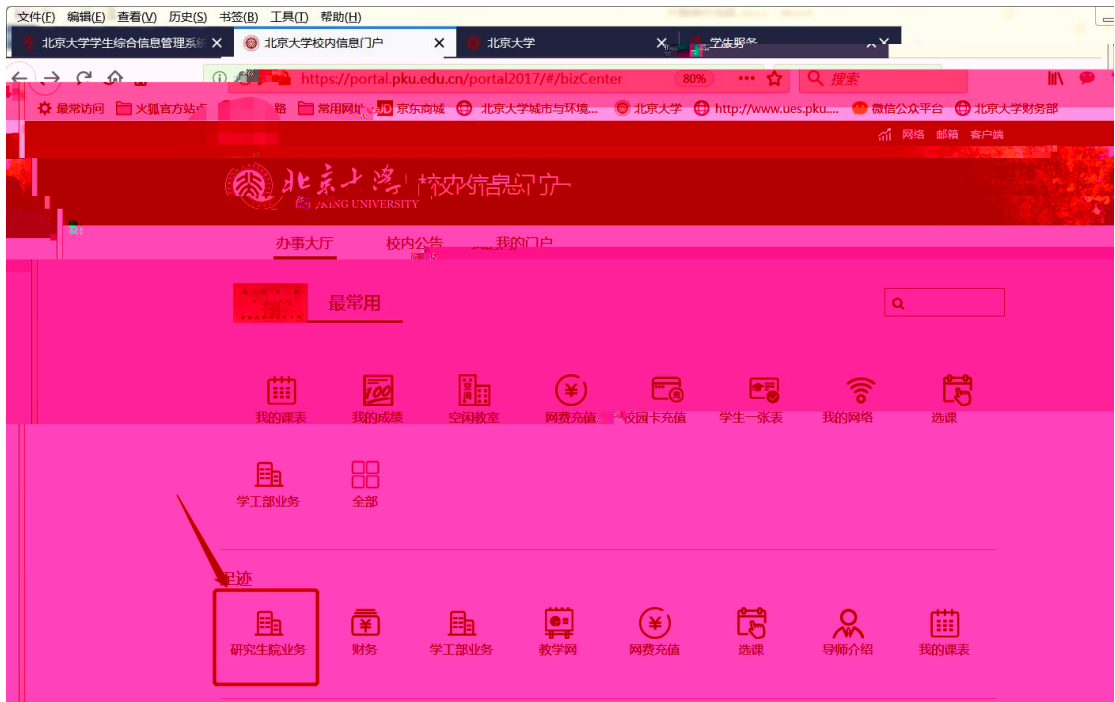 文件(F) 编辑(E) 查看(V) 历史(S) 书签(B) 工具(T) 帮助(H)
北京大学学生综合信息管理系统 北京大学校内信息门户 北京大学
https://portal.pku.edu.cn/portal2017/#/bizCenter 80% 搜索
最常访问 火狐官方站点 常用网址 JD 京东商城 北京大学城市与环境... 北京大学 http://www.ues.pku.... 微信公众平台 北京大学财务部
网络 邮箱 客户端
北京大学 校内信息门户
UNIVERSITY
办事大厅 校内公告 我的门户
最常用
我的课表 我的成绩 空闲教室 网费充值 校园卡充值 学生一张表 我的网络 选课
学工部业务 全部
足迹
研究生院业务 财务 学工部业务 教学网 网费充值 选课 导师介绍 我的课表